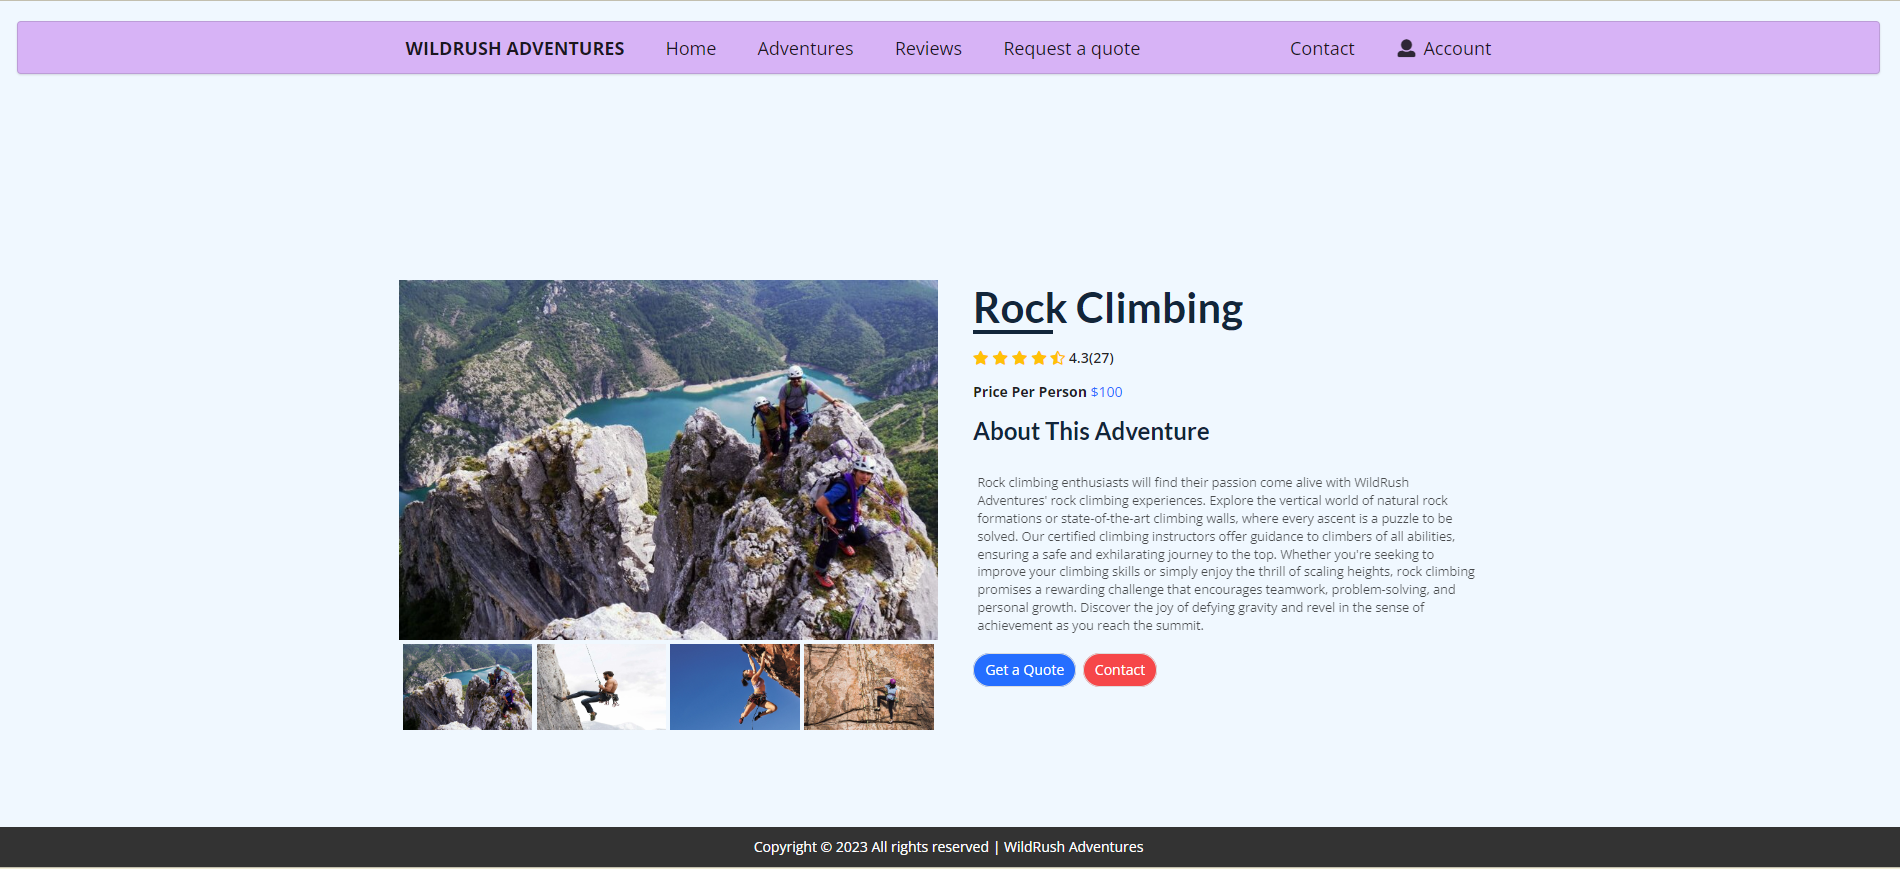 WILDRUSH ADVENTURES Home Adventures Reviews Request a quote Contact Account
Rock Climbing
4.3(27)
Price Per Person $100
About This Adventure
Rock climbing enthusiasts will find their passion come alive with WildRush
Adventures' rock climbing experiences. Explore the vertical world of natural rock
formations or state-of-the-art climbing walls, where every ascent is a puzzle to be
solved. Our certified climbing instructors offer guidance to climbers of all abilities,
ensuring a safe and exhilarating journey to the top. Whether you're seeking to
improve your climbing skills or simply enjoy the thrill of scaling heights, rock climbing
promises a rewarding challenge that encourages teamwork, problem-solving, and
personal growth. Discover the joy of defying gravity and revel in the sense of
achievement as you reach the summit.
Get a Quote Contact
Copyright © 2023 All rights reserved | WildRush Adventures